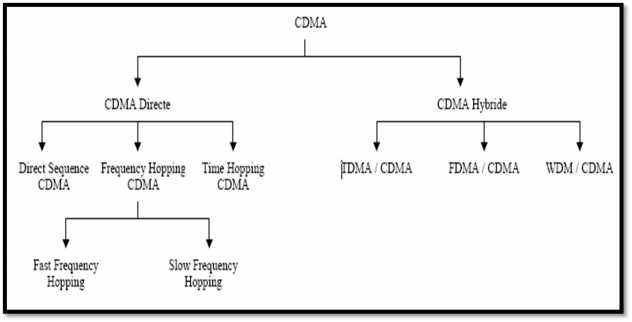 CDMA
CDMA Directe
CDMA Hybride
Direct Sequence
CDMA
Frequency Hopping
CDMA
Time Hopping
CDMA
TDMA / CDMA
FDMA / CDMA
WDM / CDMA
Fast Frequency
Hopping
Slow Frequency
Hopping